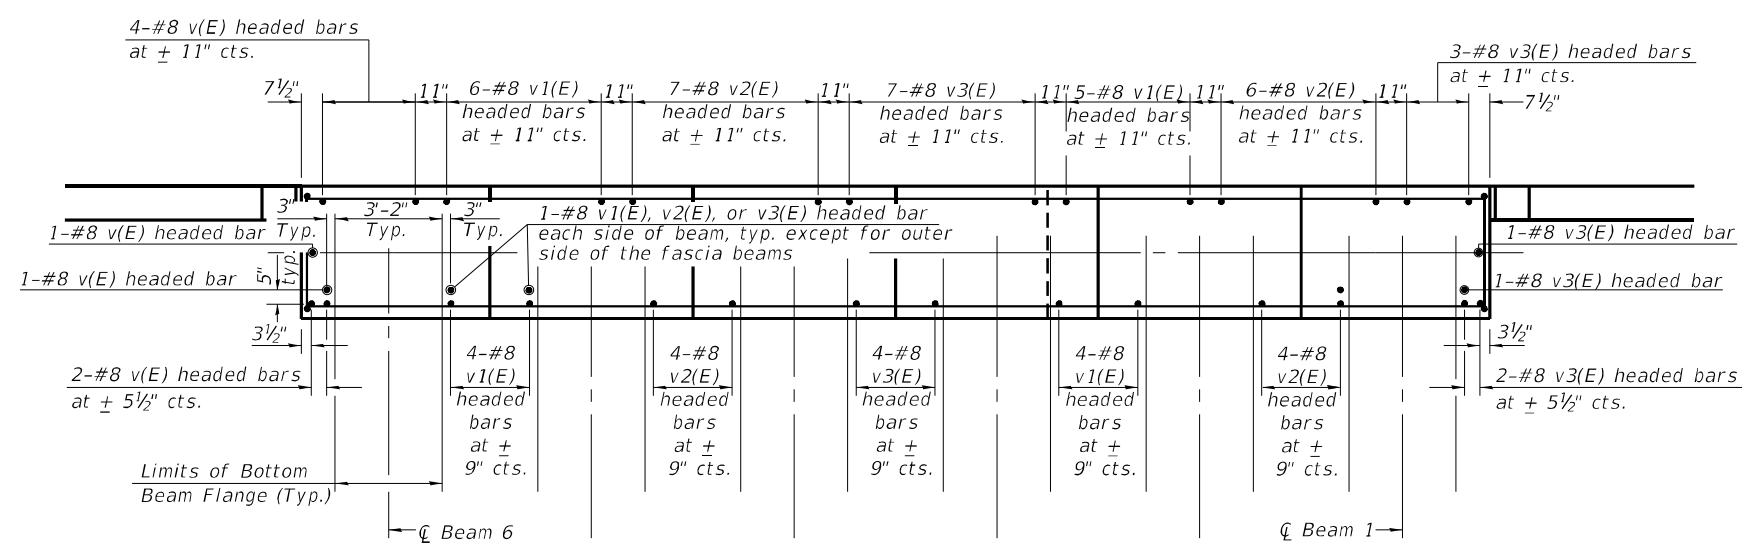 4-#8 v(E) headed bars
at ± 11" cts.
3-#8 v3(E) headed bars
at ± 11" cts.
7½"
11"
6-#8 v1(E)
headed bars
at ± 11" cts.
11"
7-#8 v2(E)
headed bars
at ± 11" cts.
11"
7-#8 v3(E)
headed bars
at ± 11" cts.
11"
5-#8 v1(E)
headed bars
at ± 11" cts.
11"
6-#8 v2(E)
headed bars
at ± 11" cts.
11"
7½"
3"
Typ.
3'-2"
Typ.
3"
Typ.
1-#8 v1(E), v2(E), or v3(E) headed bar
each side of beam, typ. except for outer
side of the fascia beams
1-#8 v(E) headed bar
1-#8 v3(E) headed bar
5"
typ.
1-#8 v(E) headed bar
1-#8 v3(E) headed bar
3½"
3½"
2-#8 v(E) headed bars
at ± 5½" cts.
4-#8
v1(E)
headed
bars
at ±
9" cts.
4-#8
v2(E)
headed
bars
at ±
9" cts.
4-#8
v3(E)
headed
bars
at ±
9" cts.
4-#8
v1(E)
headed
bars
at ±
9" cts.
4-#8
v2(E)
headed
bars
at ±
9" cts.
2-#8 v3(E) headed bars
at ± 5½" cts.
Limits of Bottom
Beam Flange (Typ.)
℄ Beam 6
℄ Beam 1